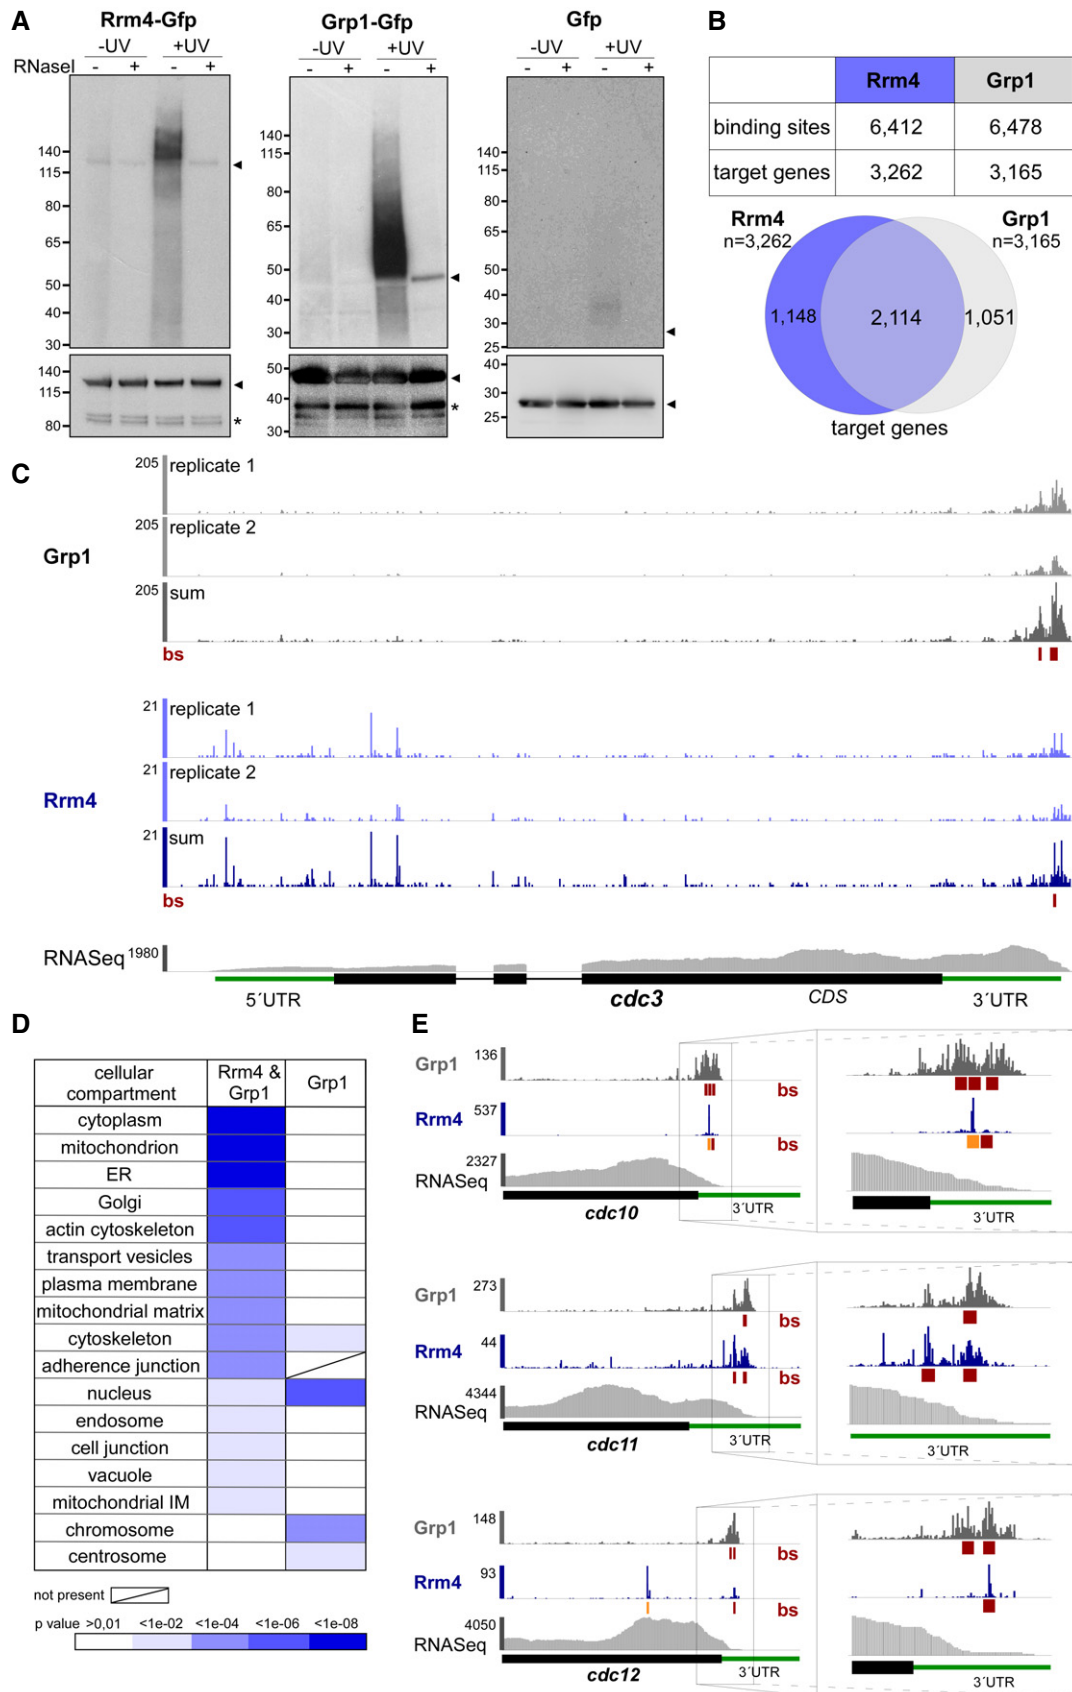 A
Rrm4-Gfp
Grp1-Gfp
Gfp
-UV +UV
-UV +UV
-UV +UV
RNaseI - + - +
- + - +
- + - +
140
115
80
65
50
40
30
140
115
80
65
50
40
30
140
115
80
65
50
40
30
25
140
115
80
*
50
40
30
*
40
30
25
B
Rrm4 Grp1
binding sites 6,412 6,478
target genes 3,262 3,165
Rrm4
n=3,262
Grp1
n=3,165
1,148 2,114 1,051
target genes
C
Grp1
205 replicate 1
205 replicate 2
205 sum
bs
Rrm4
21 replicate 1
21 replicate 2
21 sum
bs
RNASeq 1980
5´UTR cdc3 CDS 3´UTR
D
cellular compartment Rrm4 & Grp1 Grp1
cytoplasm
mitochondrion
ER
Golgi
actin cytoskeleton
transport vesicles
plasma membrane
mitochondrial matrix
cytoskeleton
adherence junction
nucleus
endosome
cell junction
vacuole
mitochondrial IM
chromosome
centrosome
not present
p value >0,01 <1e-02 <1e-04 <1e-06 <1e-08
E
Grp1 136
bs
Rrm4 537
bs
RNASeq 2327
cdc10 3´UTR
3´UTR
Grp1 273
bs
Rrm4 44
bs
RNASeq 4344
cdc11 3´UTR
3´UTR
Grp1 148
bs
Rrm4 93
bs
RNASeq 4050
cdc12 3´UTR
3´UTR